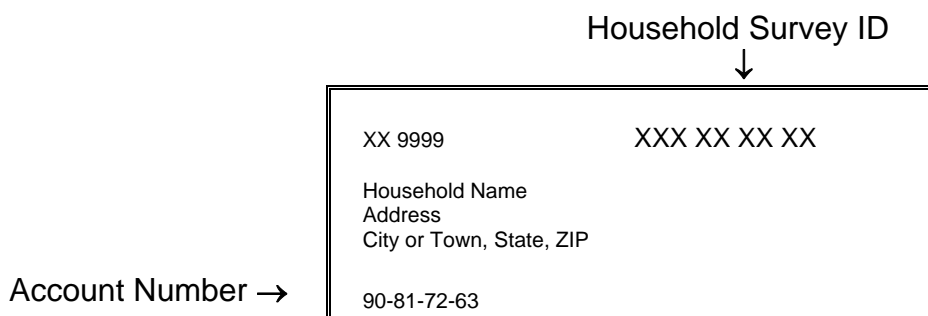 Household Survey ID
↓
XX 9999 XXX XX XX XX
Household Name
Address
City or Town, State, ZIP
Account Number → 90-81-72-63